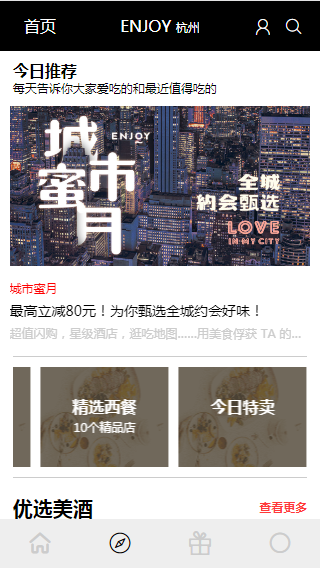 首页
ENJOY 杭州
今日推荐
每天告诉你大家爱吃的和最近值得吃的
城市蜜月
ENJOY
全城
約会甄选
LOVE
IN MY CITY
城市蜜月
最高立减80元！为你甄选全城约会好味！
超值闪购，星级酒店，逛吃地图......用美食俘获 TA 的...
精选西餐
10个精品店
今日特卖
优选美酒
查看更多